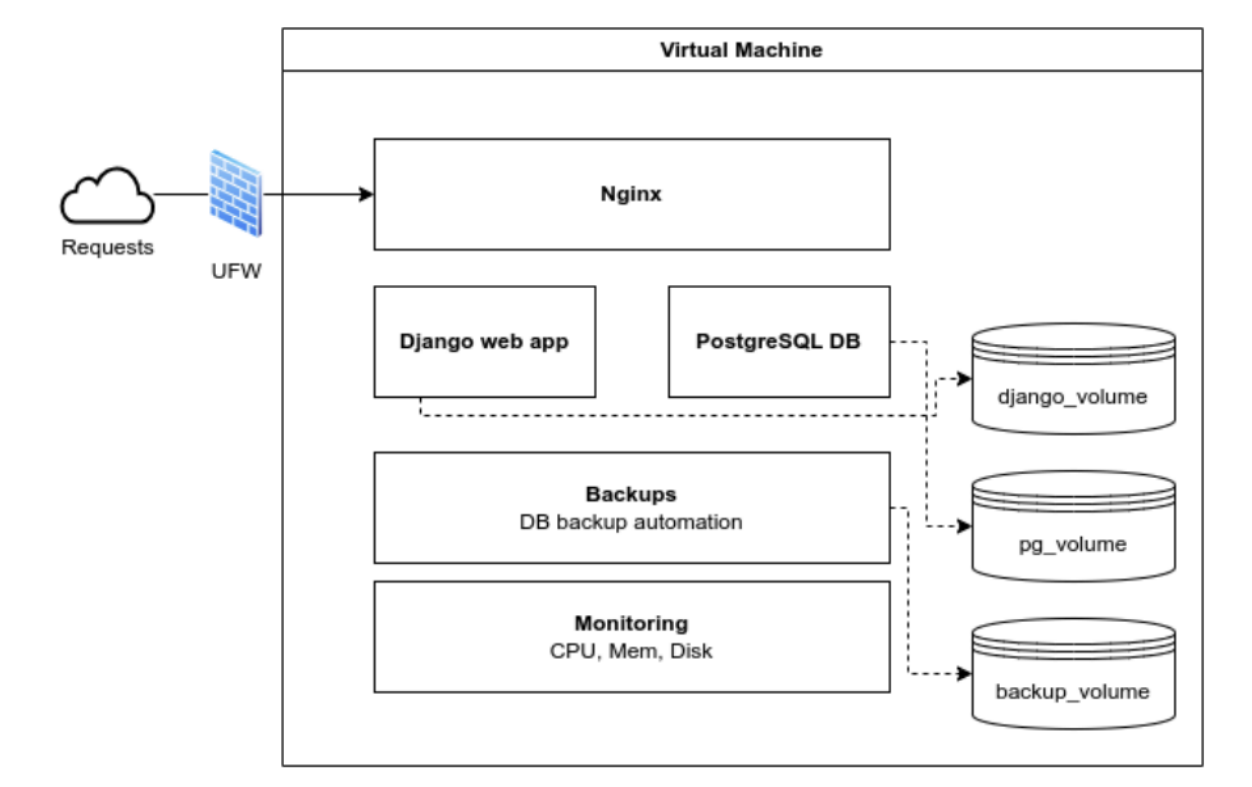 Virtual Machine
Requests
UFW
Nginx
Django web app
PostgreSQL DB
django_volume
Backups
DB backup automation
pg_volume
Monitoring
CPU, Mem, Disk
backup_volume